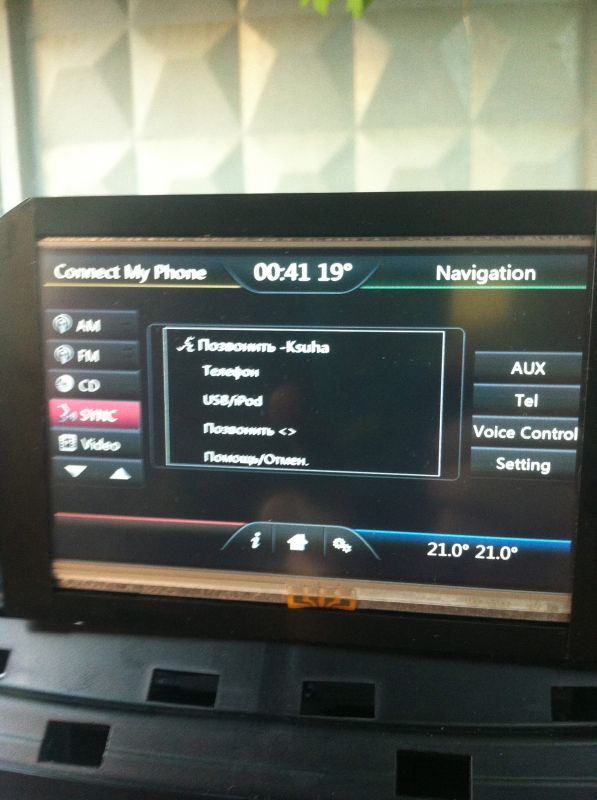 Connect My Phone 00:41 19° Navigation
AM
FM
CD
SYNC
Video
Позвонить -Ksuha
Телефон
USB/iPod
Позвонить <>
Помощь/Отмен.
AUX
Tel
Voice Control
Setting
21.0° 21.0°